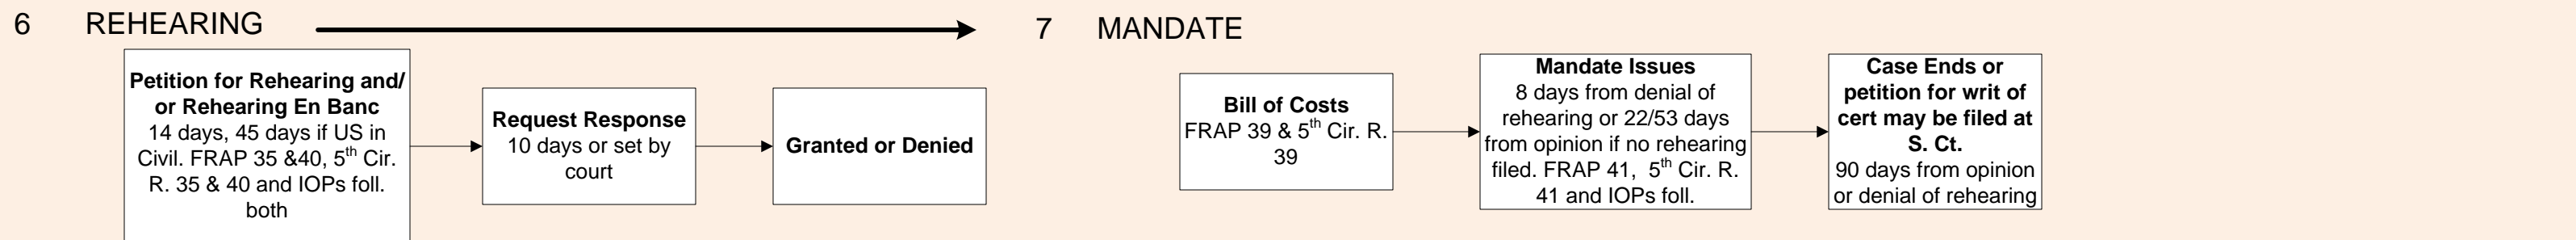 6 REHEARING
Petition for Rehearing and/
or Rehearing En Banc
14 days, 45 days if US in
Civil. FRAP 35 &40, 5th Cir.
R. 35 & 40 and IOPs foll.
both
Request Response
10 days or set by
court
Granted or Denied
7 MANDATE
Bill of Costs
FRAP 39 & 5th Cir. R.
39
Mandate Issues
8 days from denial of
rehearing or 22/53 days
from opinion if no rehearing
filed. FRAP 41, 5th Cir. R.
41 and IOPs foll.
Case Ends or
petition for writ of
cert may be filed at
S. Ct.
90 days from opinion
or denial of rehearing